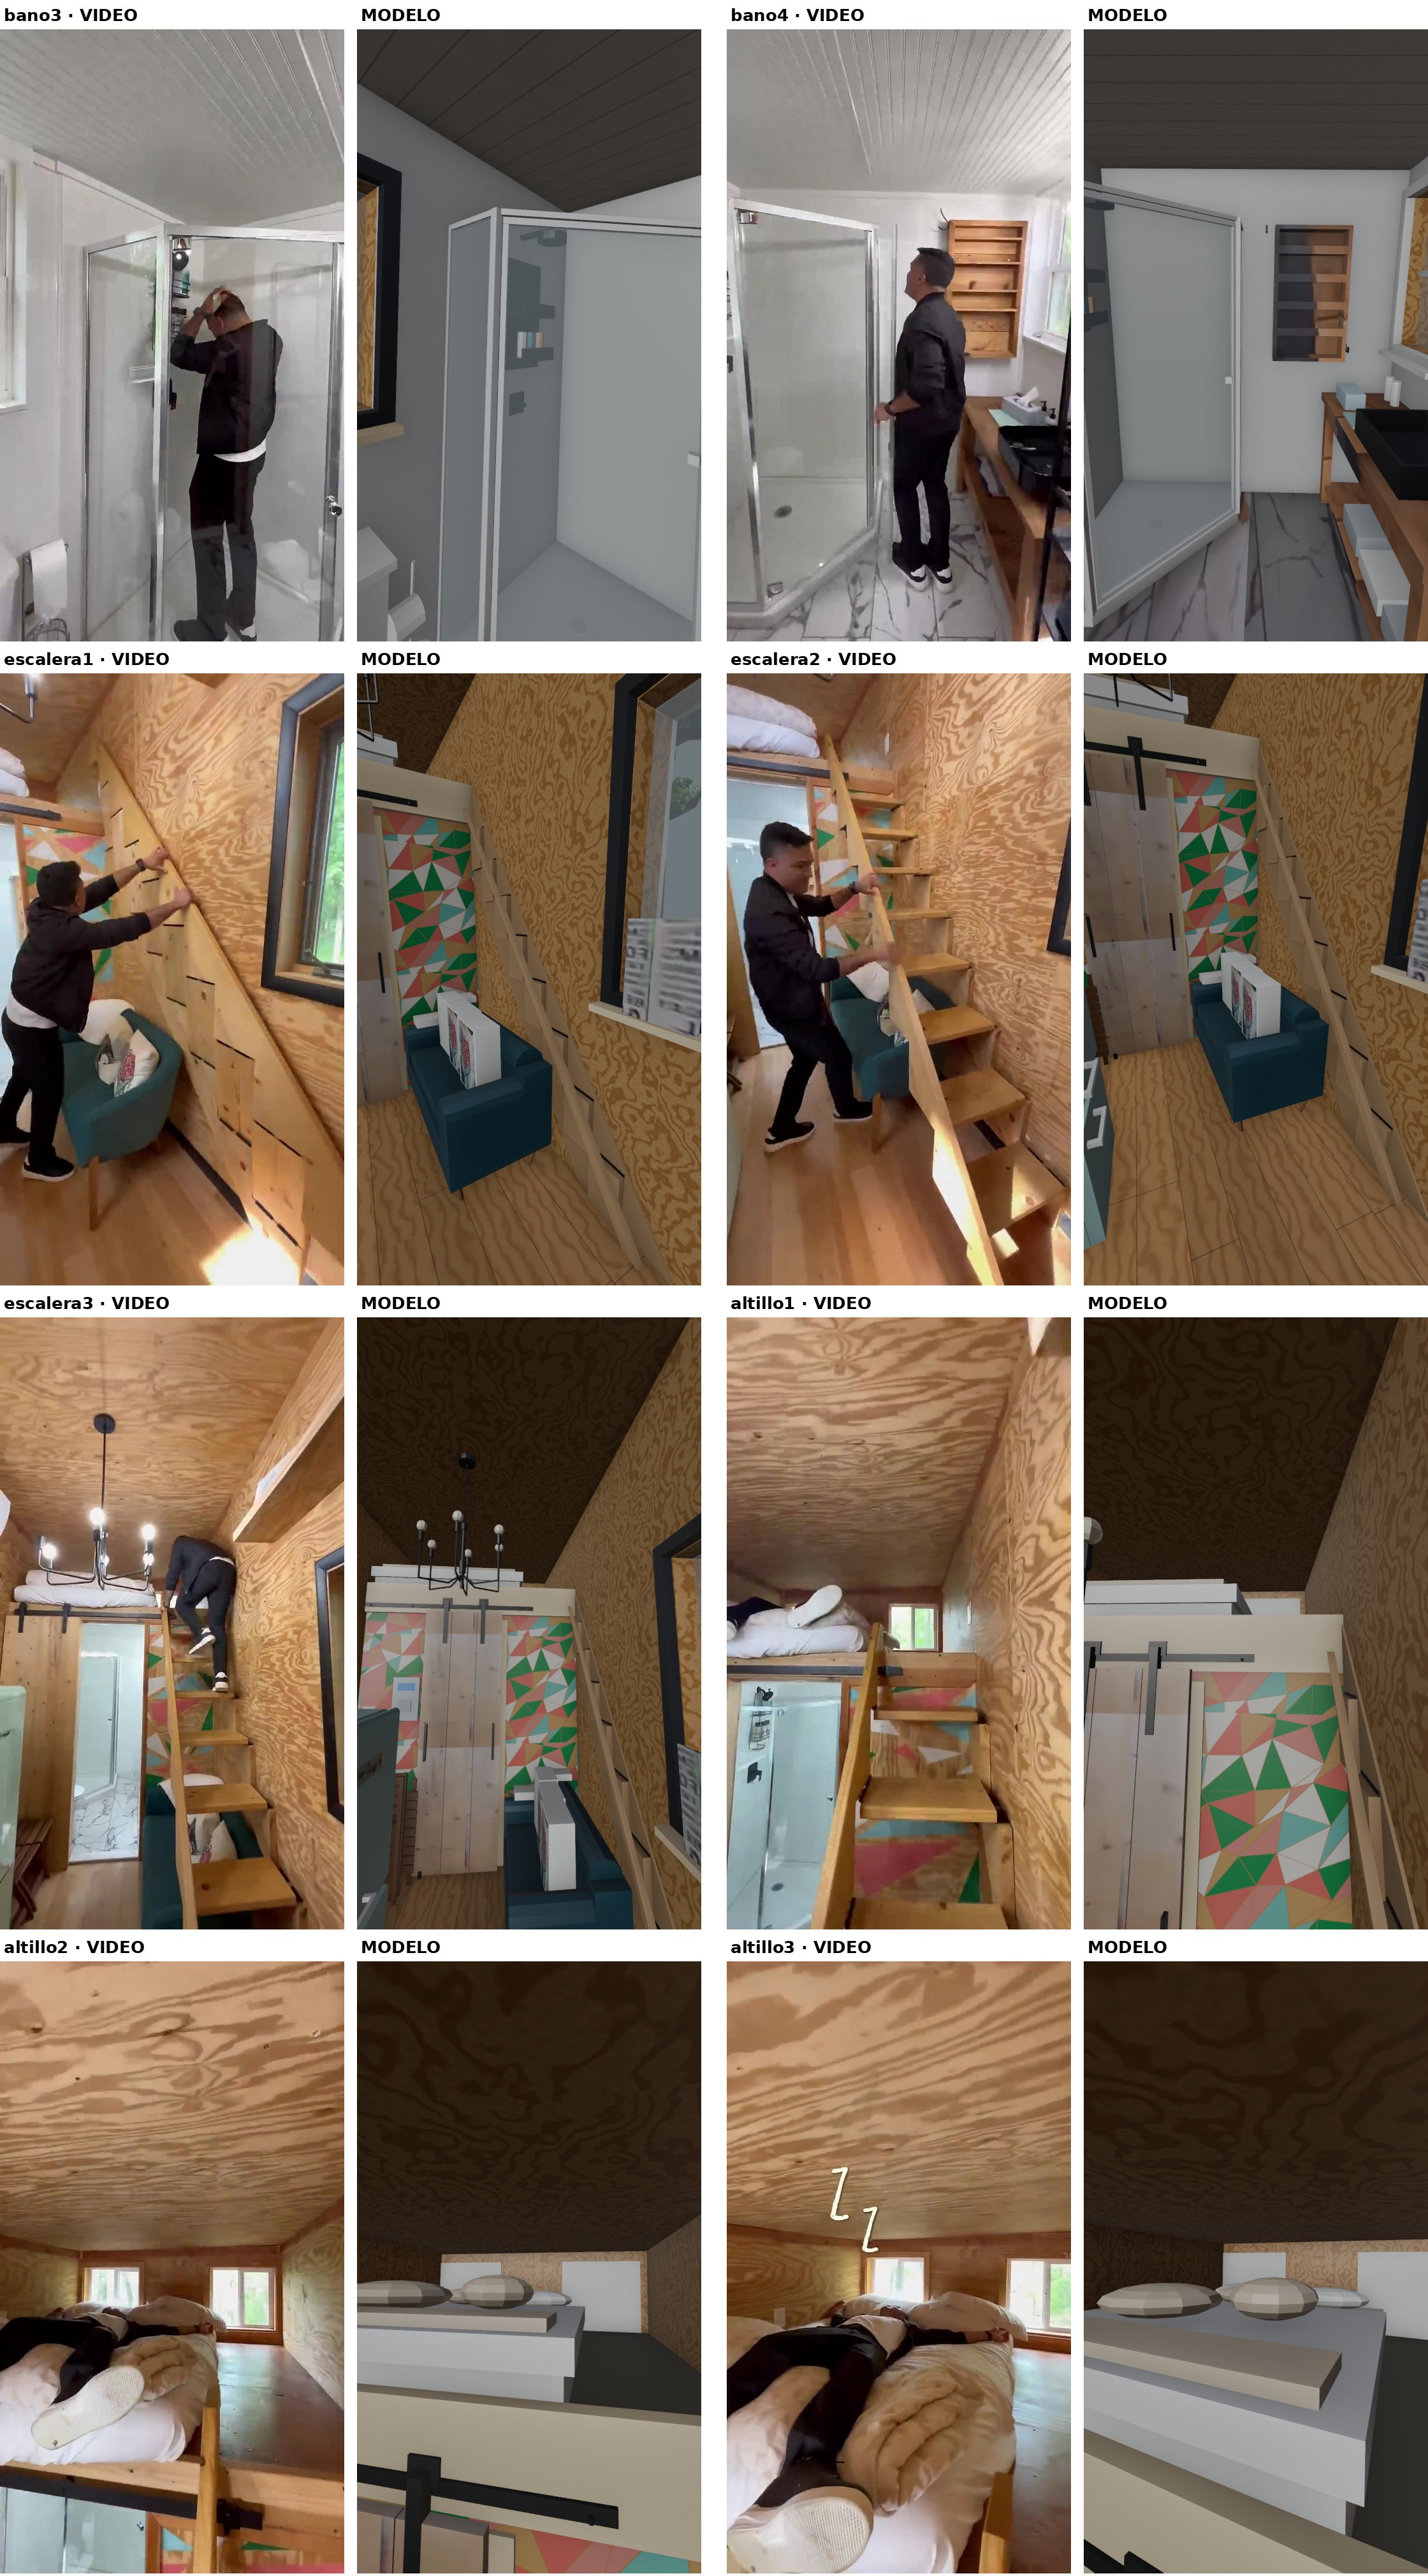 bano3 · VIDEO
MODELO
bano4 · VIDEO
MODELO
escalera1 · VIDEO
MODELO
escalera2 · VIDEO
MODELO
escalera3 · VIDEO
MODELO
altillo1 · VIDEO
MODELO
altillo2 · VIDEO
MODELO
altillo3 · VIDEO
MODELO